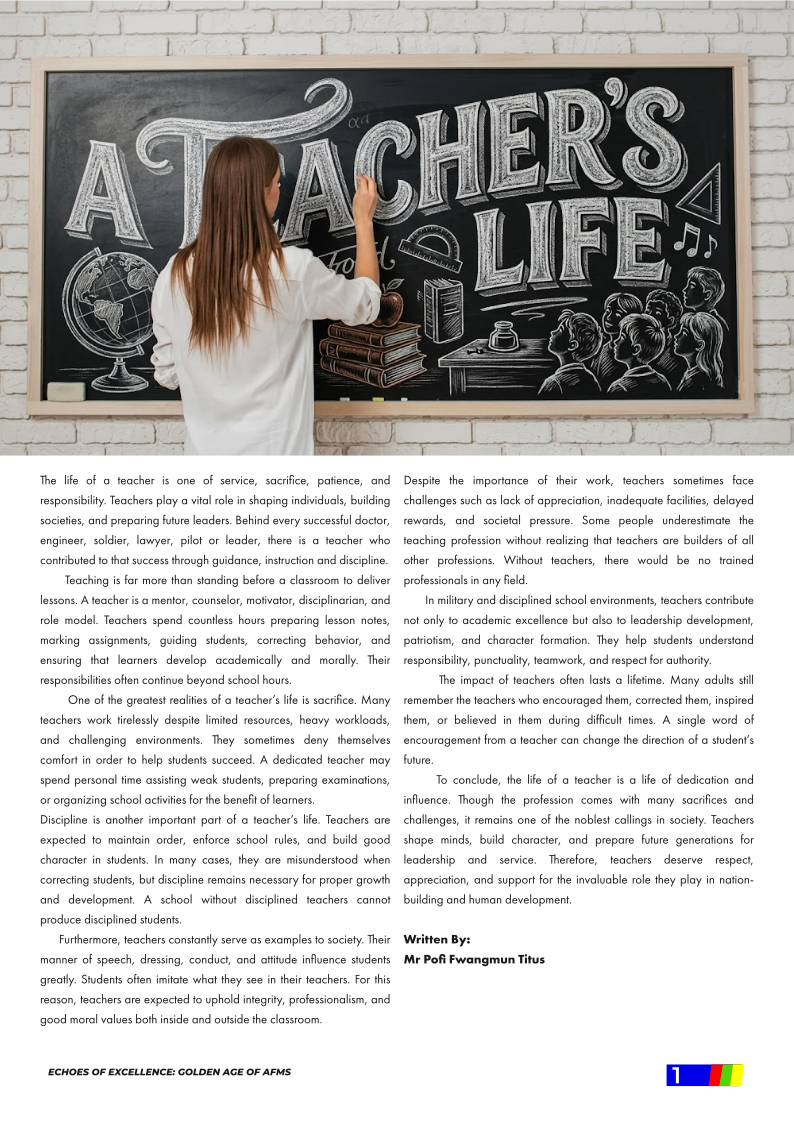 A TEACHER'S
LIFE
The life of a teacher is one of service, sacrifice, patience, and
responsibility. Teachers play a vital role in shaping individuals, building
societies, and preparing future leaders. Behind every successful doctor,
engineer, soldier, lawyer, pilot or leader, there is a teacher who
contributed to that success through guidance, instruction and discipline.
Teaching is far more than standing before a classroom to deliver
lessons. A teacher is a mentor, counselor, motivator, disciplinarian, and
role model. Teachers spend countless hours preparing lesson notes,
marking assignments, guiding students, correcting behavior, and
ensuring that learners develop academically and morally. Their
responsibilities often continue beyond school hours.
One of the greatest realities of a teacher's life is sacrifice. Many
teachers work tirelessly despite limited resources, heavy workloads,
and challenging environments. They sometimes deny themselves
comfort in order to help students succeed. A dedicated teacher may
spend personal time assisting weak students, preparing examinations,
or organizing school activities for the benefit of learners.
Discipline is another important part of a teacher's life. Teachers are
expected to maintain order, enforce school rules, and build good
character in students. In many cases, they are misunderstood when
correcting students, but discipline remains necessary for proper growth
and development. A school without disciplined teachers cannot
produce disciplined students.
Furthermore, teachers constantly serve as examples to society. Their
manner of speech, dressing, conduct, and attitude influence students
greatly. Students often imitate what they see in their teachers. For this
reason, teachers are expected to uphold integrity, professionalism, and
good moral values both inside and outside the classroom.
Despite the importance of their work, teachers sometimes face
challenges such as lack of appreciation, inadequate facilities, delayed
rewards, and societal pressure. Some people underestimate the
teaching profession without realizing that teachers are builders of all
other professions. Without teachers, there would be no trained
professionals in any field.
In military and disciplined school environments, teachers contribute
not only to academic excellence but also to leadership development,
patriotism, and character formation. They help students understand
responsibility, punctuality, teamwork, and respect for authority.
The impact of teachers often lasts a lifetime. Many adults still
remember the teachers who encouraged them, corrected them, inspired
them, or believed in them during difficult times. A single word of
encouragement from a teacher can change the direction of a student's
future.
To conclude, the life of a teacher is a life of dedication and
influence. Though the profession comes with many sacrifices and
challenges, it remains one of the noblest callings in society. Teachers
shape minds, build character, and prepare future generations for
leadership and service. Therefore, teachers deserve respect,
appreciation, and support for the invaluable role they play in nation-
building and human development.
Written By:
Mr Pofi Fwangmun Titus
ECHOES OF EXCELLENCE: GOLDEN AGE OF AFMS
1